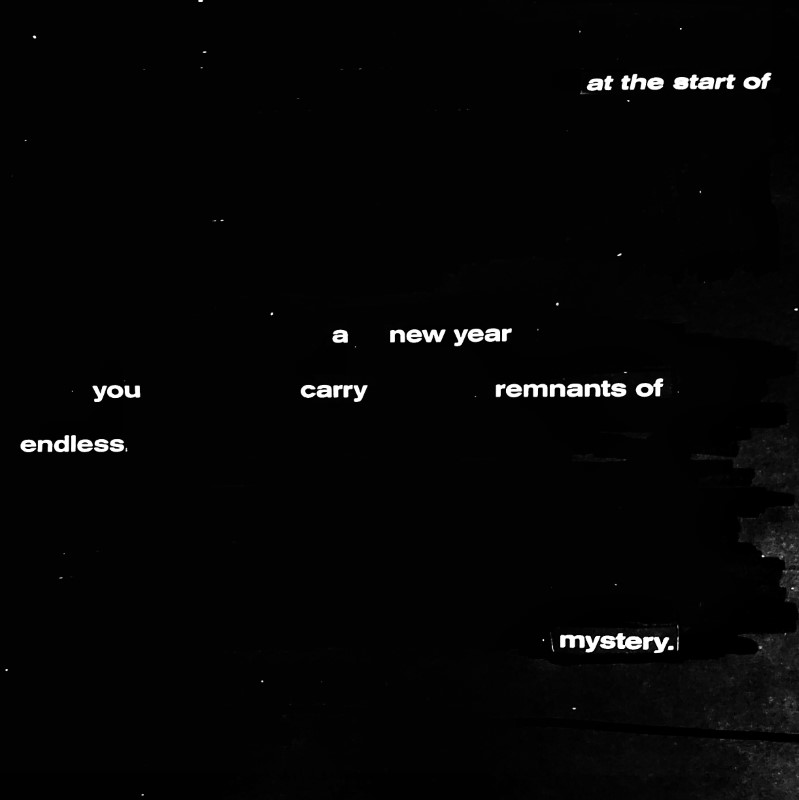 at the start of
a new year
you carry remnants of
endless
mystery.